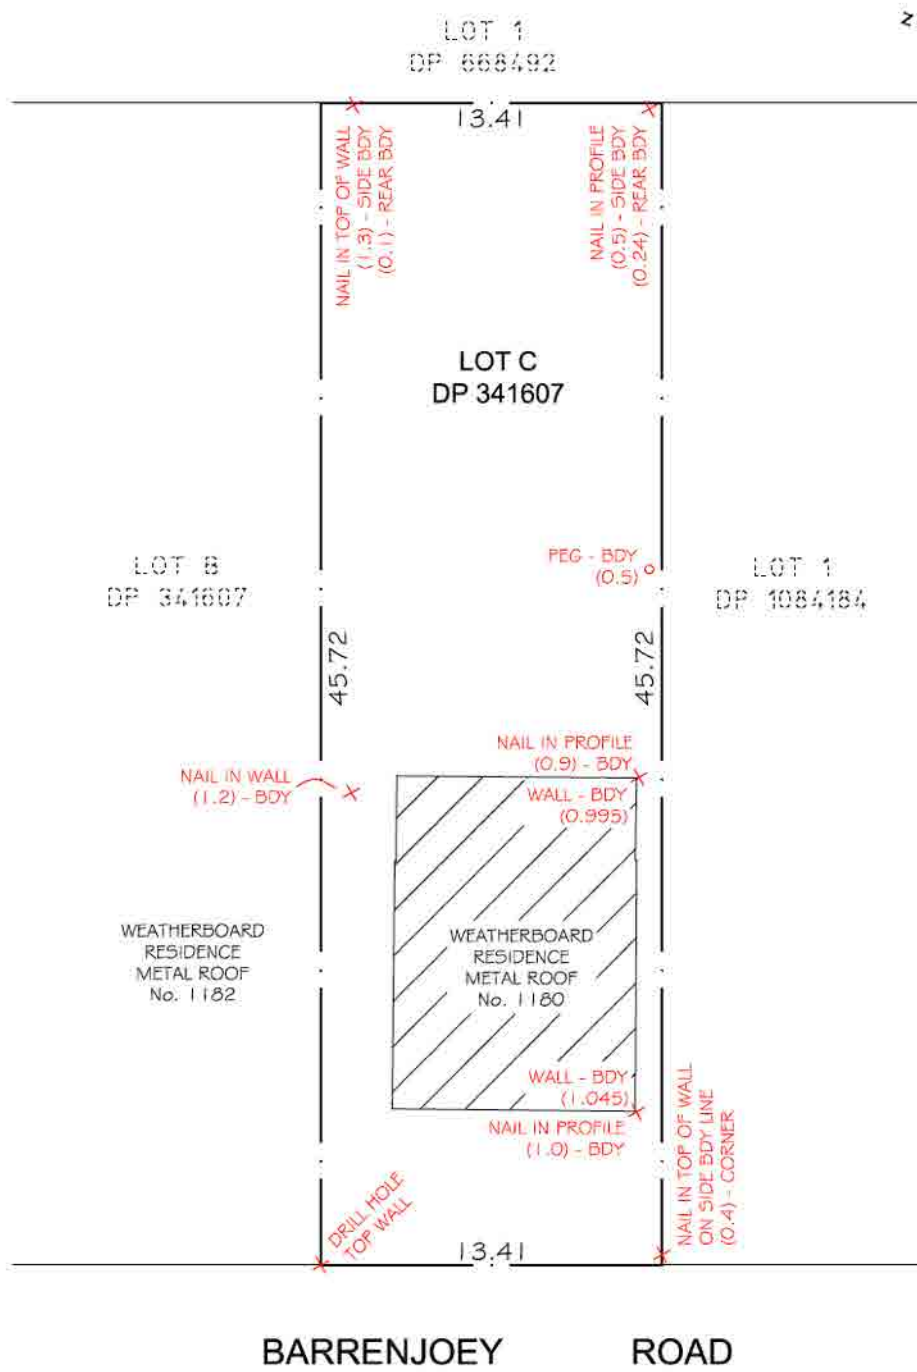 Z
LOT 1
DP 668492
13.41
NAIL IN TOP OF WALL
(1.3) - SIDE BDY
(0.1) - REAR BDY
NAIL IN PROFILE
(0.5) - SIDE BDY
(0.24) - REAR BDY
LOT C
DP 341607
LOT B
DP 341607
PEG - BDY
(0.5)
LOT 1
DP 1084184
45.72
45.72
NAIL IN PROFILE
(0.9) - BDY
NAIL IN WALL
(1.2) - BDY
WALL - BDY
(0.995)
WEATHERBOARD
RESIDENCE
METAL ROOF
No. 1182
WEATHERBOARD
RESIDENCE
METAL ROOF
No. 1180
WALL - BDY
(1.045)
NAIL IN PROFILE
(1.0) - BDY
NAIL IN TOP OF WALL
ON SIDE BDY LINE
(0.4) - CORNER
DRILL HOLE
TOP WALL
13.41
BARRENJOEY ROAD